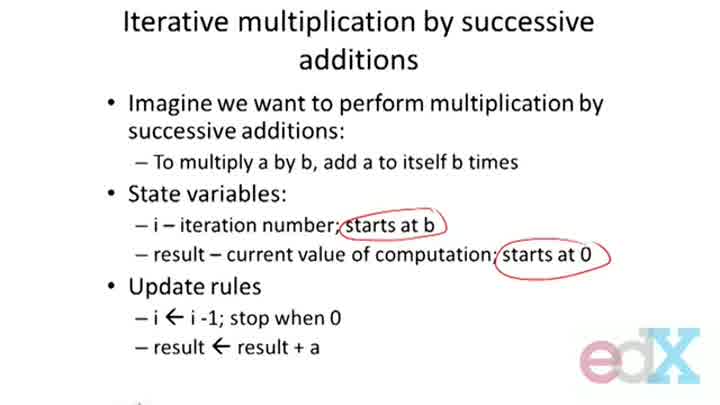 Iterative multiplication by successive
additions
• Imagine we want to perform multiplication by
successive additions:
– To multiply a by b, add a to itself b times
• State variables:
– i – iteration number; starts at b
– result – current value of computation; starts at 0
• Update rules
– i ← i -1; stop when 0
– result ← result + a
edX